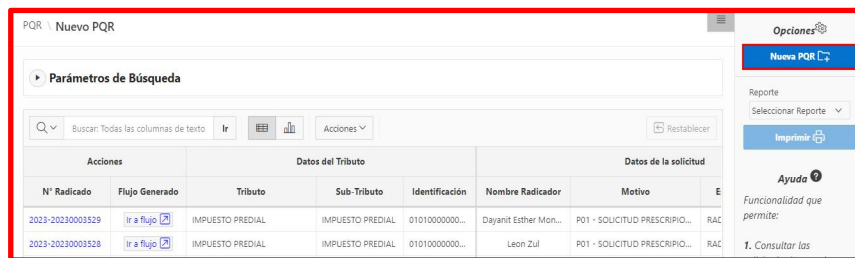 PQR \ Nuevo PQR
Parámetros de Búsqueda
Buscar: Todas las columnas de texto Ir Acciones Restablecer
Acciones Datos del Tributo Datos de la solicitud
N° Radicado Flujo Generado Tributo Sub-Tributo Identificación Nombre Radicador Motivo E
2023-20230003529 Ir a flujo IMPUESTO PREDIAL IMPUESTO PREDIAL 01010000000... Dayanit Esther Mon... P01 - SOLICITUD PRESCRIPIO... RAD
2023-20230003528 Ir a flujo IMPUESTO PREDIAL IMPUESTO PREDIAL 01010000000... Leon Zul P01 - SOLICITUD PRESCRIPIO... RAD
Opciones
Nueva PQR
Reporte
Seleccionar Reporte
Imprimir
Ayuda
Funcionalidad que
permite:
1. Consultar las